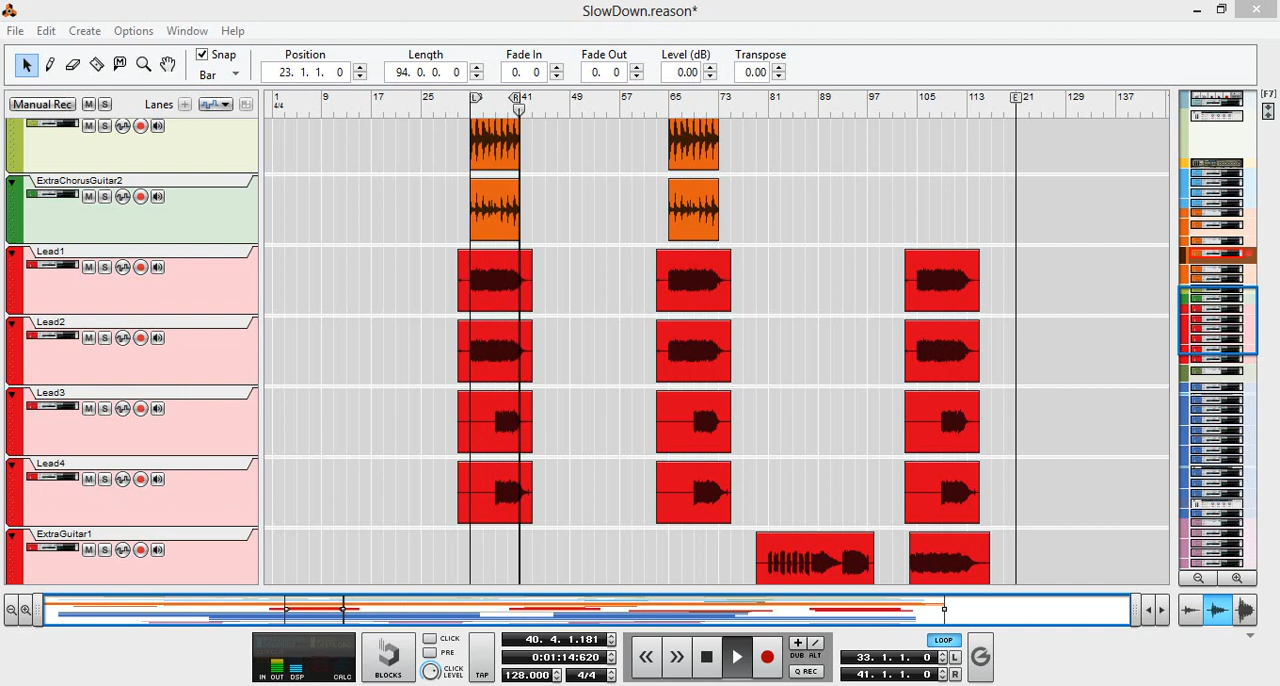 SlowDown.reason*
File Edit Create Options Window Help
Snap
Bar
Position Length Fade In Fade Out Level (dB) Transpose
23. 1. 1. 0 94. 0. 0. 0 0. 0 0. 0 0.00 0.00
Manual Rec M S Lanes
1 9 17 25 L R 41 49 57 65 73 81 89 97 105 113 E 21 129 137
4/4
[F7]
M S
ExtraChorusGuitar2
M S
Lead1
M S
Lead2
M S
Lead3
M S
Lead4
M S
ExtraGuitar1
M S
IN OUT DSP CALC
BLOCKS
CLICK
PRE
CLICK LEVEL
TAP
40. 4. 1.181
0:01:14:620
128.000 4/4
DUB ALT
Q REC
LOOP
33. 1. 1. 0 L
41. 1. 1. 0 R